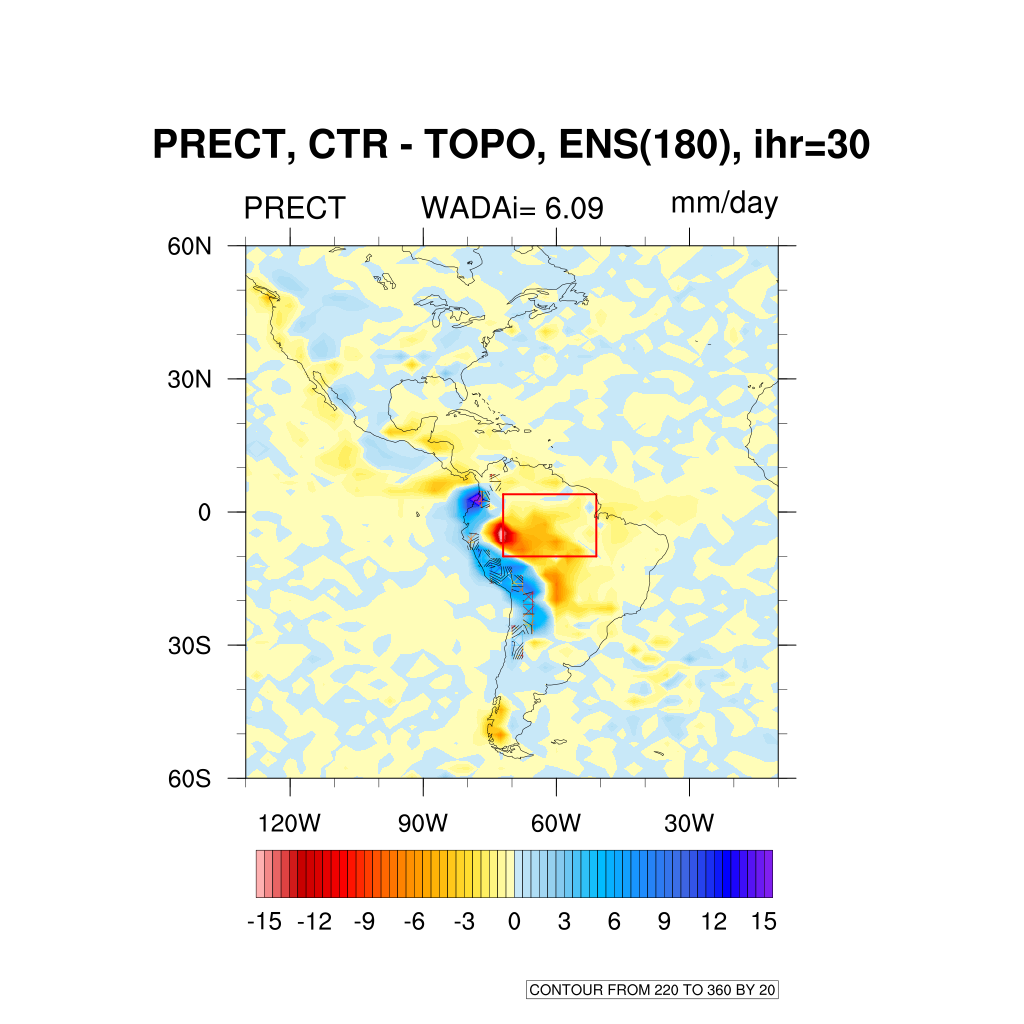 PRECT, CTR - TOPO, ENS(180), ihr=30
PRECT WADAi= 6.09 mm/day
60N
30N
0
30S
60S
120W 90W 60W 30W
-15 -12 -9 -6 -3 0 3 6 9 12 15
CONTOUR FROM 220 TO 360 BY 20